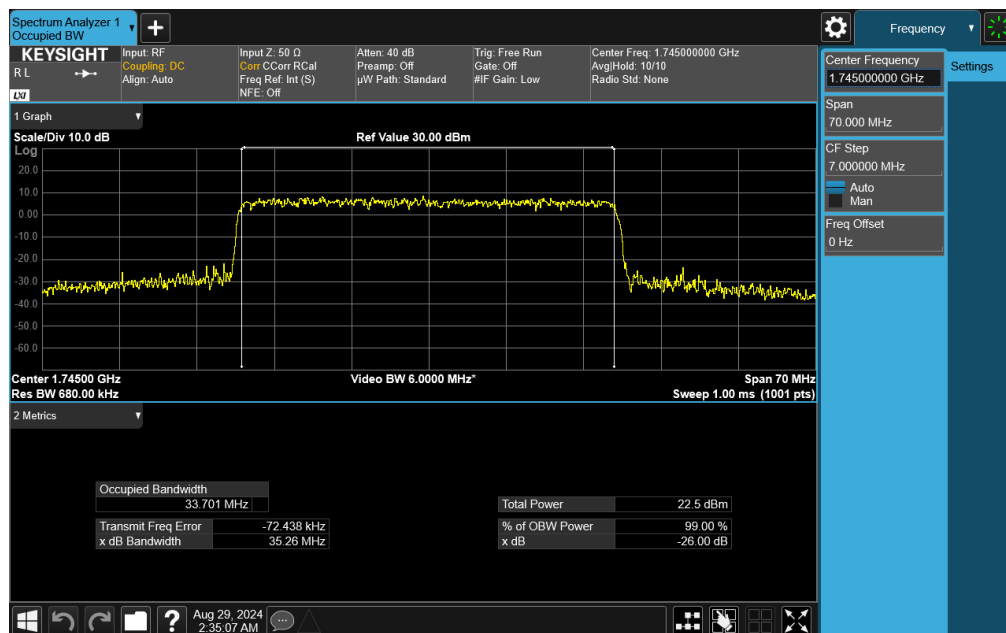 Spectrum Analyzer 1
Occupied BW
Frequency
KEYSIGHT
R L
LXI
Input: RF
Coupling: DC
Align: Auto
Input Z: 50 Ω
Corr CCorr RCal
Freq Ref: Int (S)
NFE: Off
Atten: 40 dB
Preamp: Off
µW Path: Standard
Trig: Free Run
Gate: Off
#IF Gain: Low
Center Freq: 1.745000000 GHz
Avg|Hold: 10/10
Radio Std: None
Center Frequency
1.745000000 GHz
Settings
Span
70.000 MHz
CF Step
7.000000 MHz
Auto
Man
Freq Offset
0 Hz
1 Graph
Scale/Div 10.0 dB
Ref Value 30.00 dBm
Log
20.0
10.0
0.00
-10.0
-20.0
-30.0
-40.0
-50.0
-60.0
Center 1.74500 GHz
Video BW 6.0000 MHz*
Span 70 MHz
Res BW 680.00 kHz
Sweep 1.00 ms (1001 pts)
2 Metrics
Occupied Bandwidth
33.701 MHz
Total Power 22.5 dBm
Transmit Freq Error -72.438 kHz
% of OBW Power 99.00 %
x dB Bandwidth 35.26 MHz
x dB -26.00 dB
Aug 29, 2024
2:35:07 AM